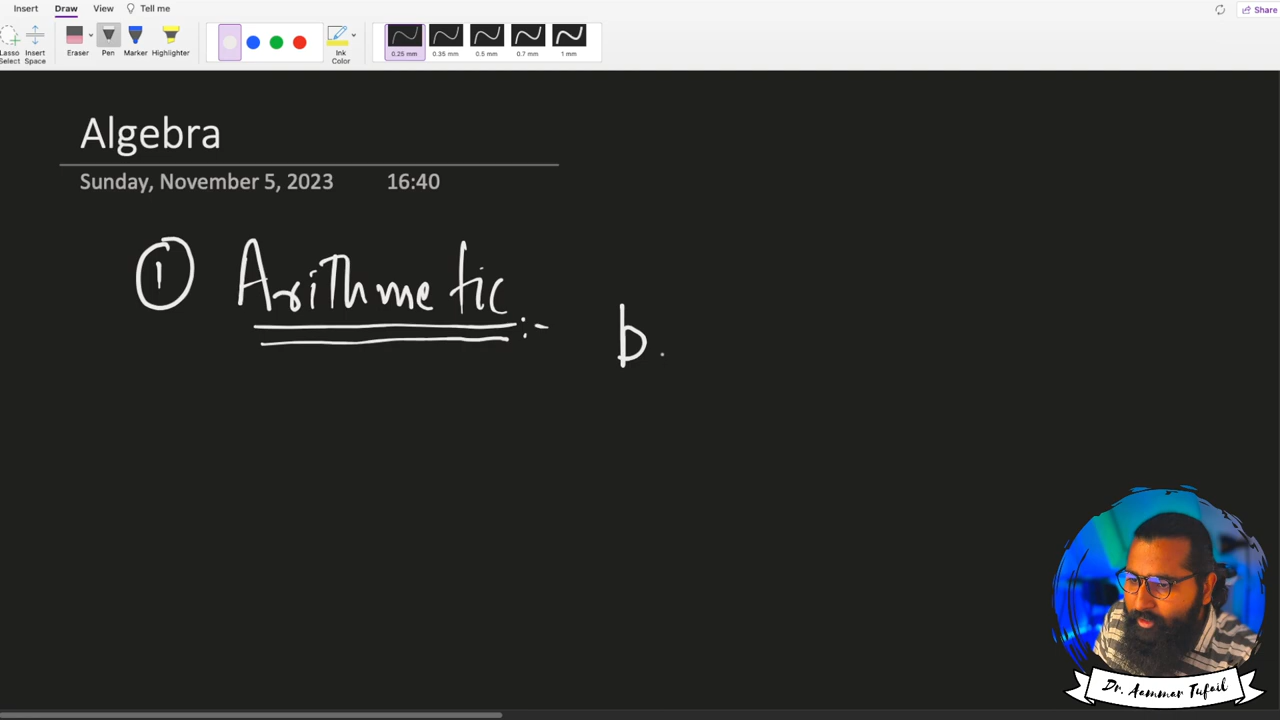 Insert Draw View Tell me Share
Lasso Select Insert Space Eraser Pen Marker Highlighter Ink Color 0.25 mm 0.35 mm 0.5 mm 0.7 mm 1 mm
Algebra
Sunday, November 5, 2023 16:40
① Arithmetic :-
b
Dr. Aammar Tufail